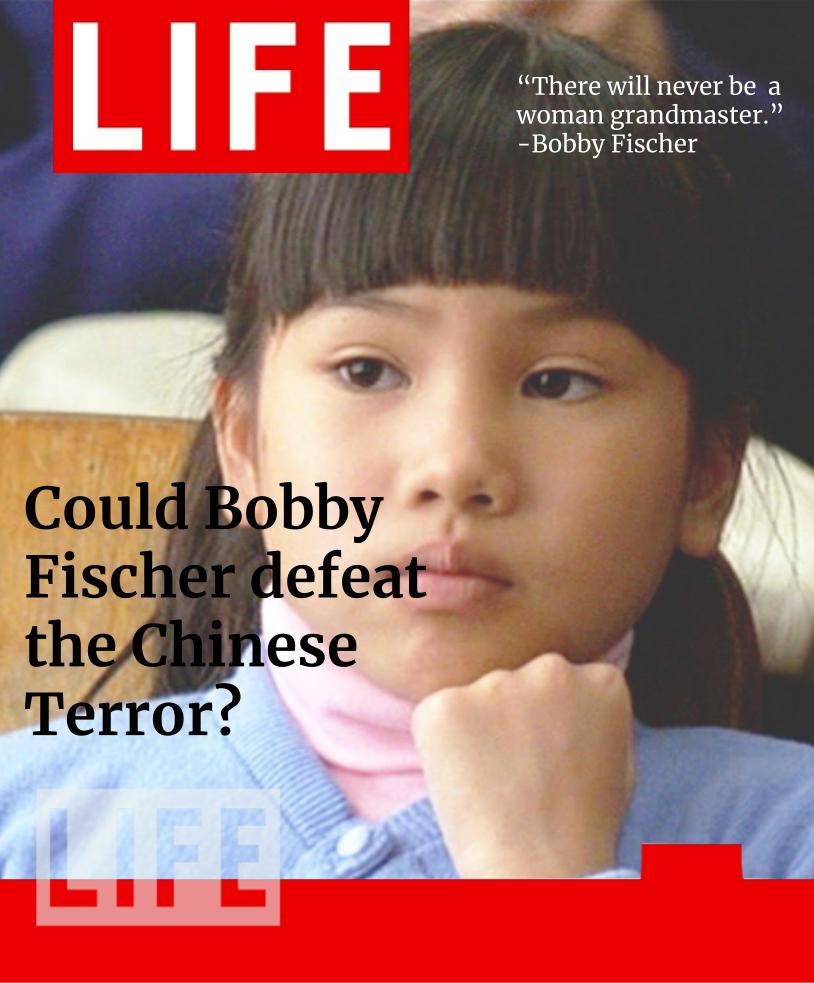 LIFE
“There will never be a
woman grandmaster.”
-Bobby Fischer
Could Bobby
Fischer defeat
the Chinese
Terror?
LIFE